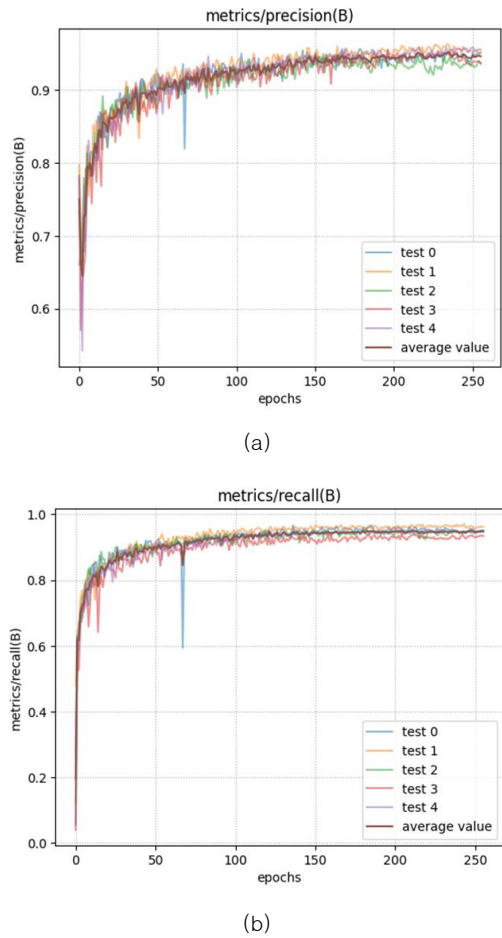 metrics/precision(B)
0.9
0.8
0.7
0.6
metrics/precision(B)
test 0
test 1
test 2
test 3
test 4
average value
0 50 100 150 200 250
epochs
(a)
metrics/recall(B)
1.0
0.8
0.6
0.4
0.2
0.0
metrics/recall(B)
test 0
test 1
test 2
test 3
test 4
average value
0 50 100 150 200 250
epochs
(b)